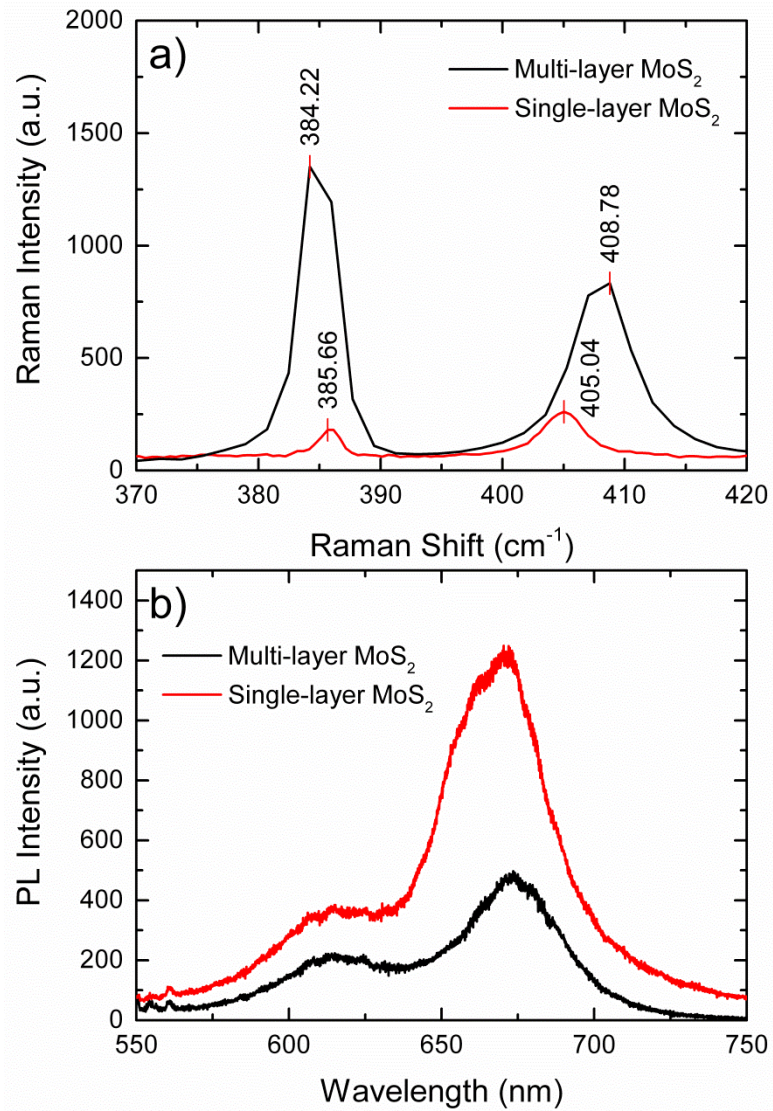 a)
Multi-layer MoS₂
Single-layer MoS₂
384.22
385.66
405.04
408.78
2000
1500
1000
500
0
Raman Intensity (a.u.)
370 380 390 400 410 420
Raman Shift (cm⁻¹)
b)
Multi-layer MoS₂
Single-layer MoS₂
1400
1200
1000
800
600
400
200
0
PL Intensity (a.u.)
550 600 650 700 750
Wavelength (nm)